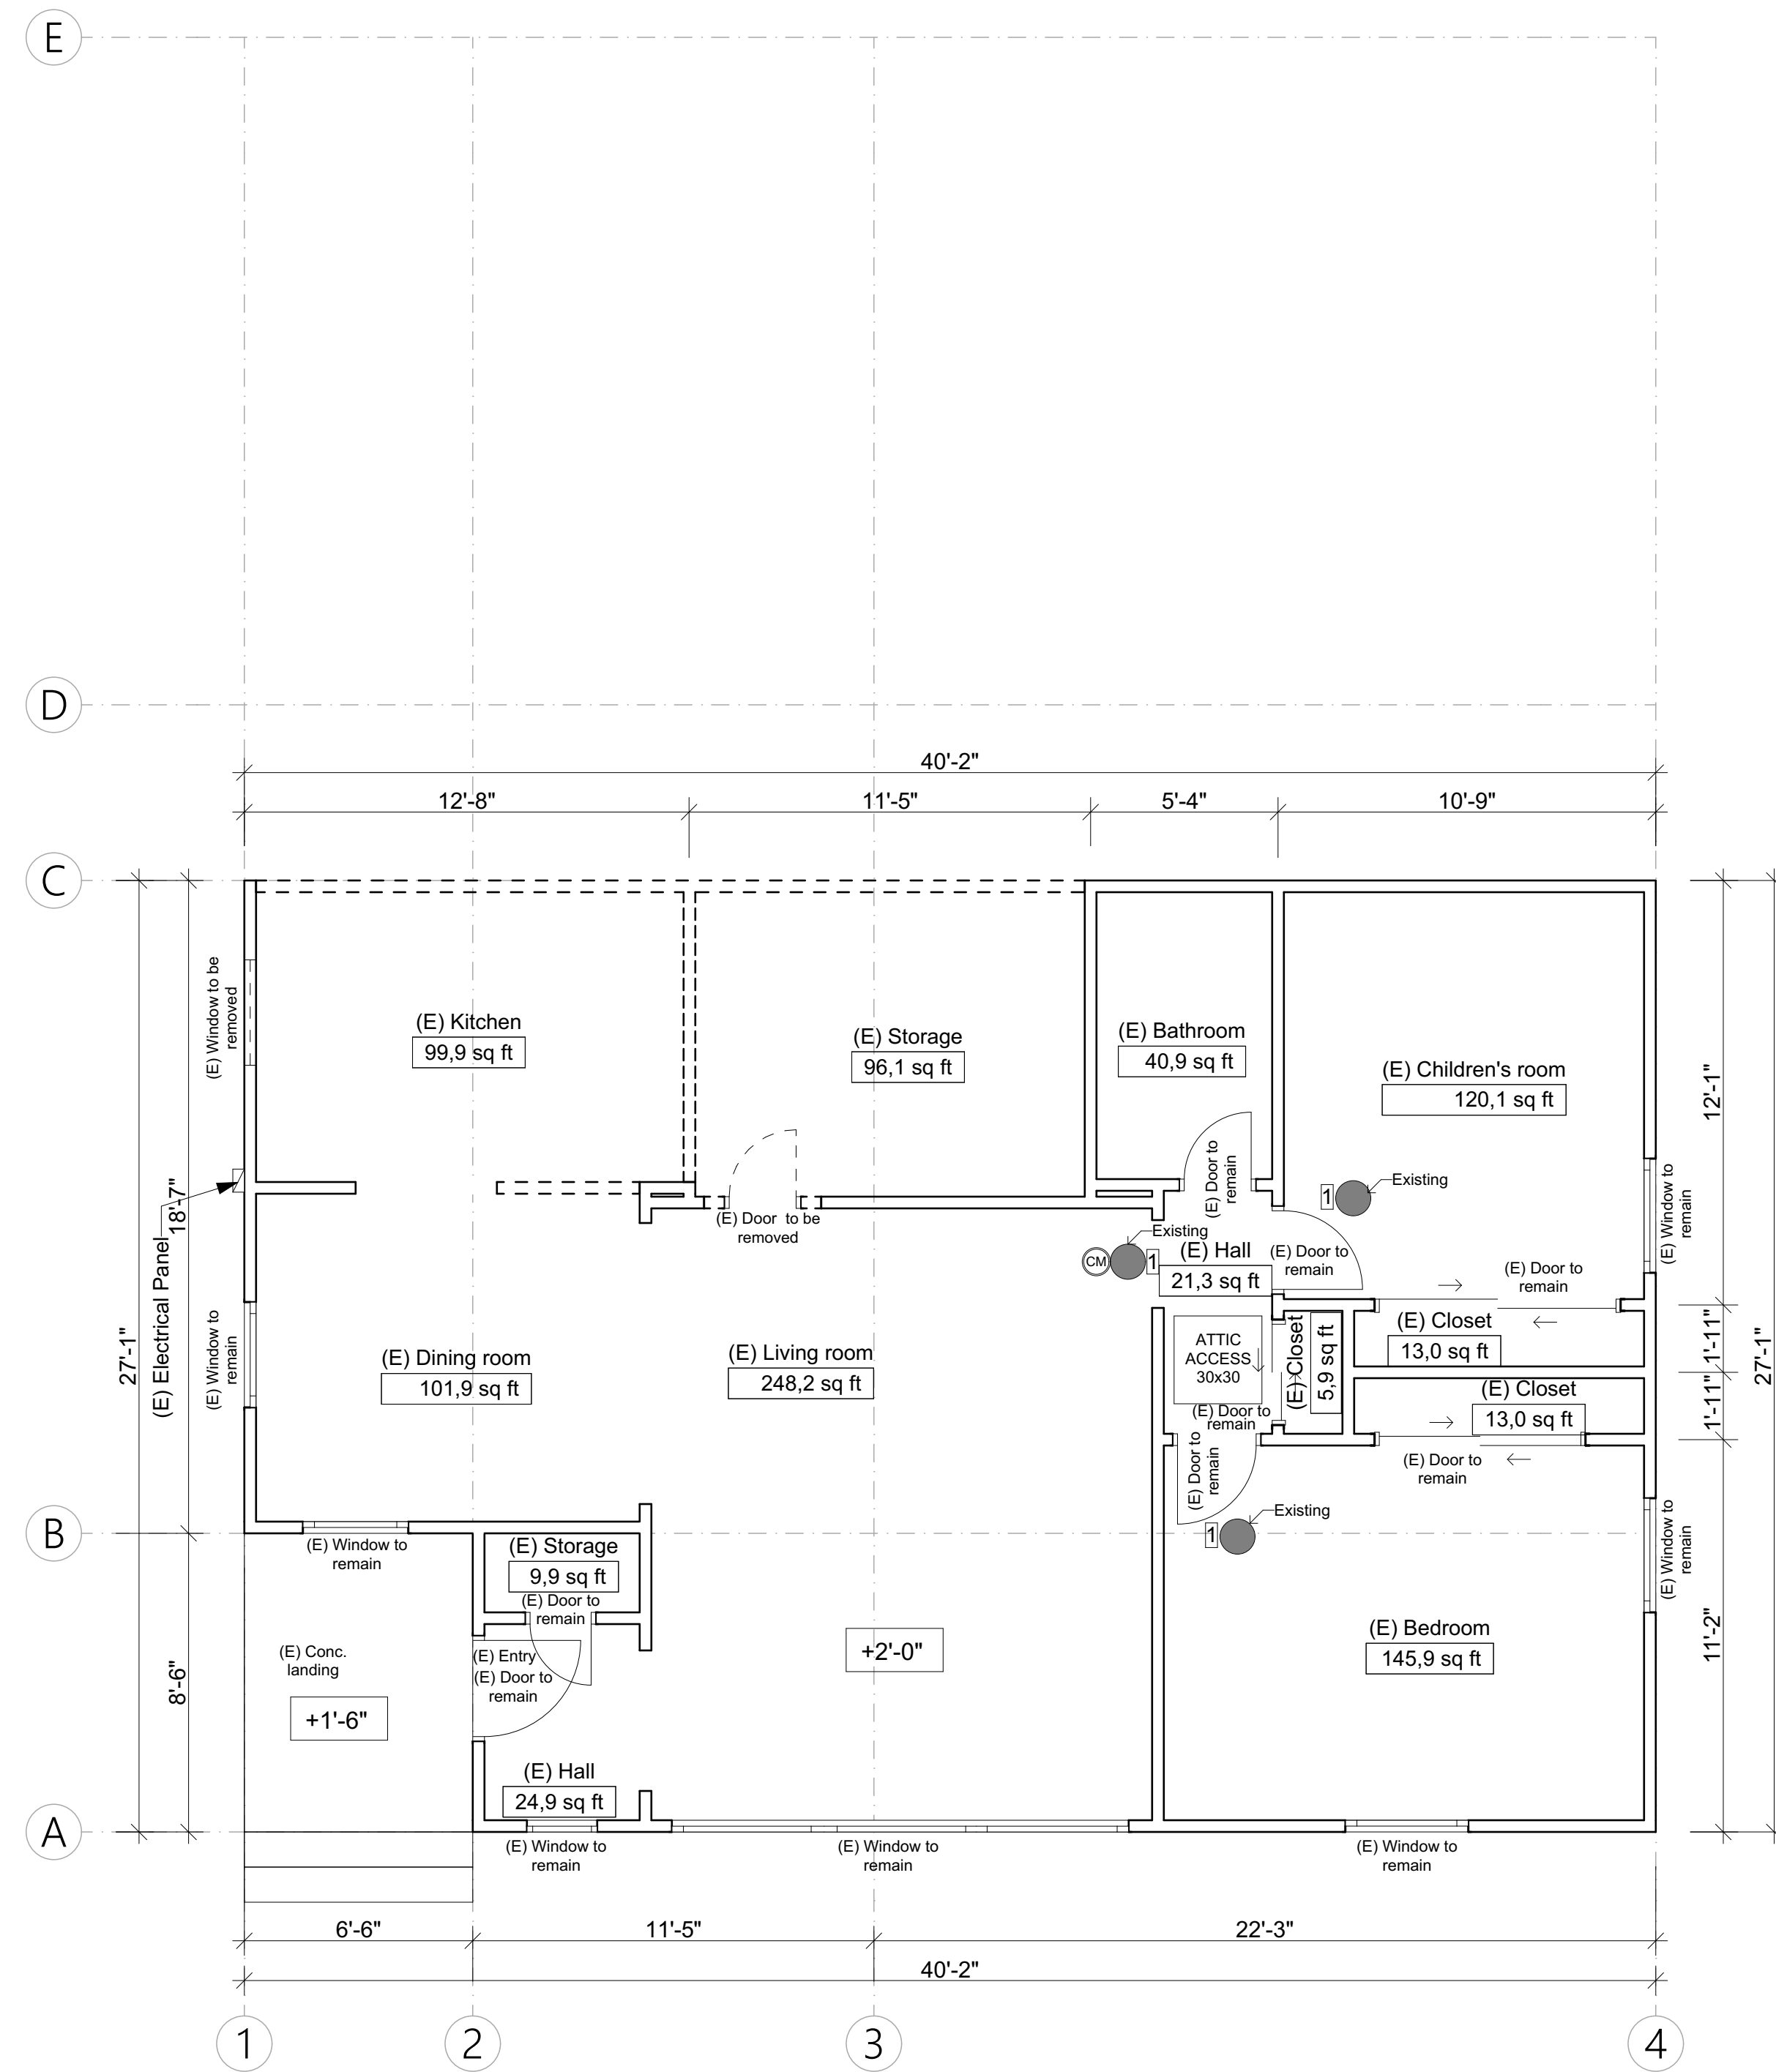 E
D
40'-2"
12'-8"
11'-5"
5'-4"
10'-9"
C
(E) Window to be
removed
(E) Kitchen
99,9 sq ft
(E) Storage
96,1 sq ft
(E) Bathroom
40,9 sq ft
(E) Children's room
120,1 sq ft
12'-1"
(E) Door to
remain
1
Existing
(E) Window to
remain
18'-7"
(E) Electrical Panel
27'-1"
(E) Door to be
removed
Existing
CM
1
(E) Hall
21,3 sq ft
(E) Door to
remain
(E) Door to
remain
(E) Window to
remain
(E) Dining room
101,9 sq ft
(E) Living room
248,2 sq ft
ATTIC
ACCESS
30x30
(E) Closet
5,9 sq ft
(E) Closet
13,0 sq ft
1'-11"
27'-1"
(E) Closet
13,0 sq ft
1'-11"
(E) Door to
remain
(E) Door to
remain
(E) Door to
remain
1
Existing
B
(E) Window to
remain
(E) Storage
9,9 sq ft
(E) Door to
remain
(E) Window to
remain
(E) Bedroom
145,9 sq ft
11'-2"
+2'-0"
(E) Conc.
landing
+1'-6"
8'-6"
(E) Entry
(E) Door to
remain
(E) Hall
24,9 sq ft
A
(E) Window to
remain
(E) Window to
remain
(E) Window to
remain
6'-6"
11'-5"
22'-3"
40'-2"
1
2
3
4